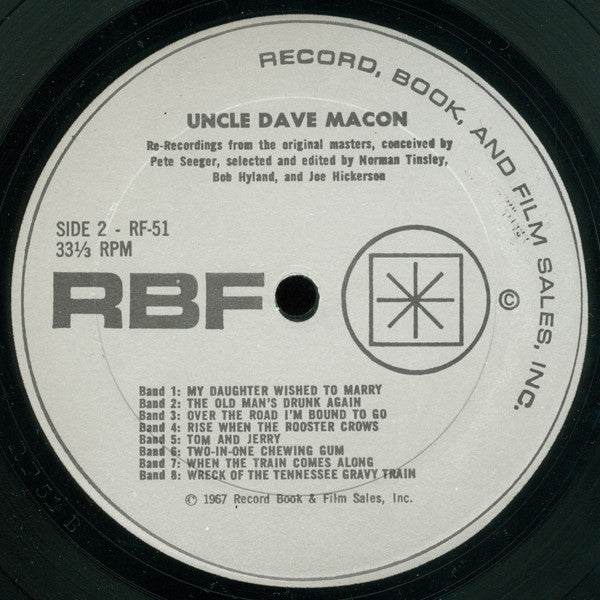 RECORD, BOOK, AND FILM SALES, INC.
UNCLE DAVE MACON
Re-Recordings from the original masters, conceived by
Pete Seeger, selected and edited by Norman Tinsley,
Bob Hyland, and Joe Hickerson
SIDE 2 - RF-51
33⅓ RPM
RBF
©
Band 1: MY DAUGHTER WISHED TO MARRY
Band 2: THE OLD MAN'S DRUNK AGAIN
Band 3: OVER THE ROAD I'M BOUND TO GO
Band 4: RISE WHEN THE ROOSTER CROWS
Band 5: TOM AND JERRY
Band 6: TWO-IN-ONE CHEWING GUM
Band 7: WHEN THE TRAIN COMES ALONG
Band 8: WRECK OF THE TENNESSEE GRAVY TRAIN
© 1967 Record Book & Film Sales, Inc.